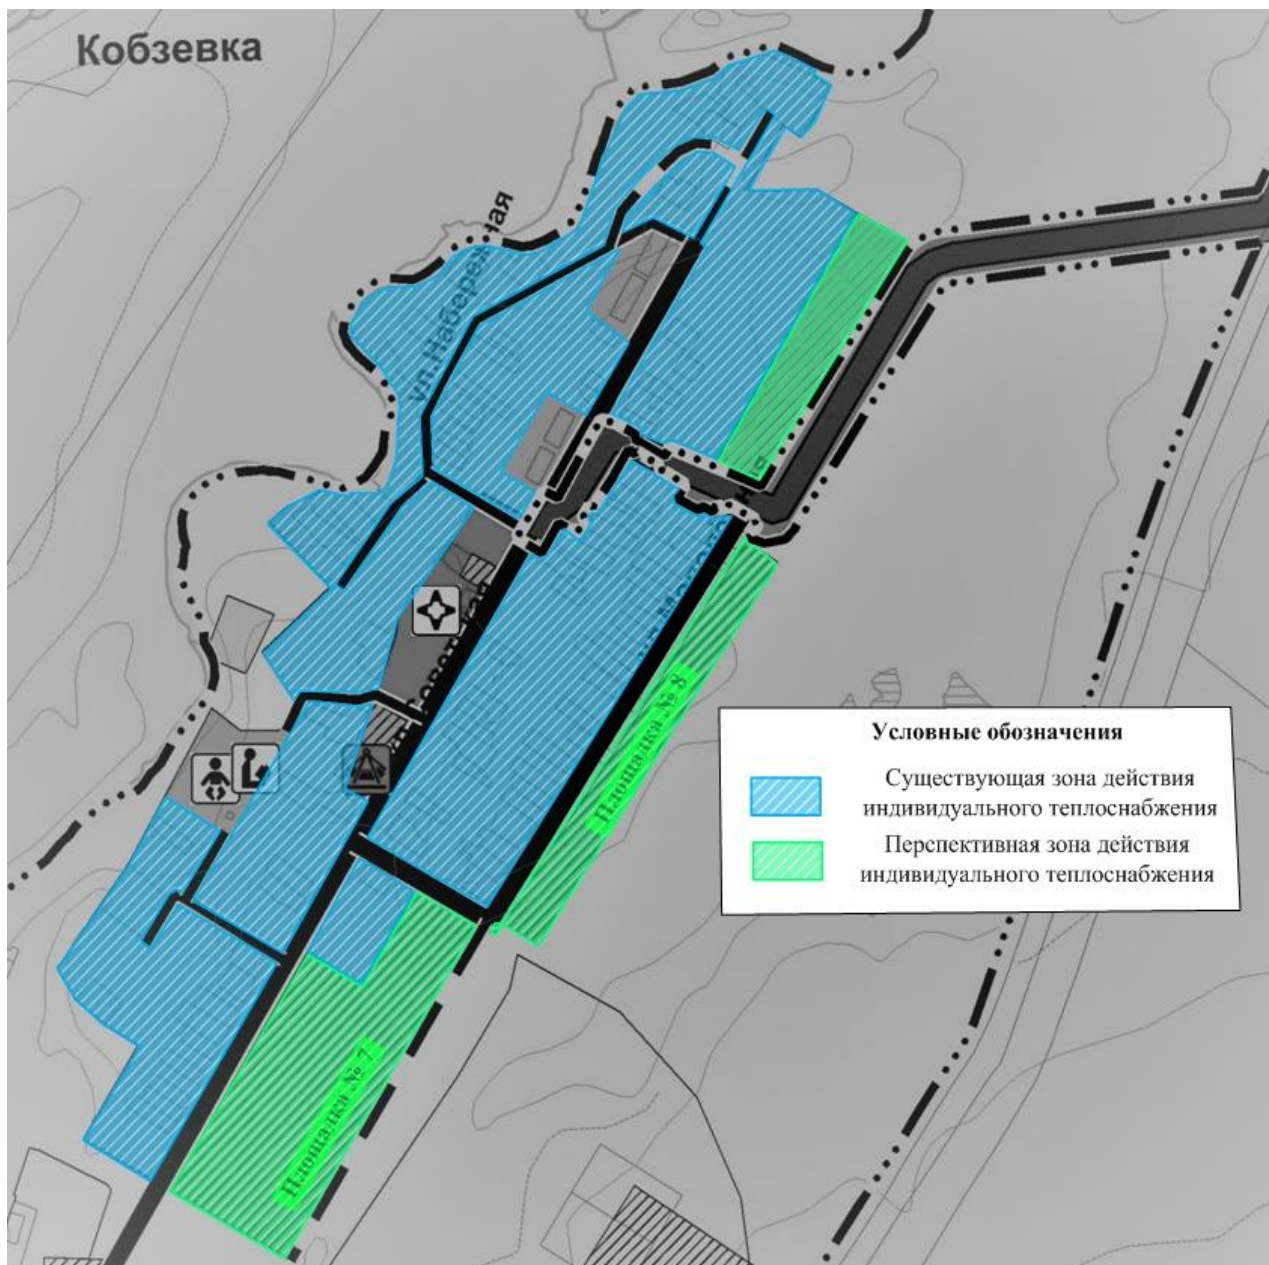 Кобзевка
ул.Набережная
Площадка № 8
Условные обозначения
Существующая зона действия
индивидуального теплоснабжения
Перспективная зона действия
индивидуального теплоснабжения
Площадка № 7